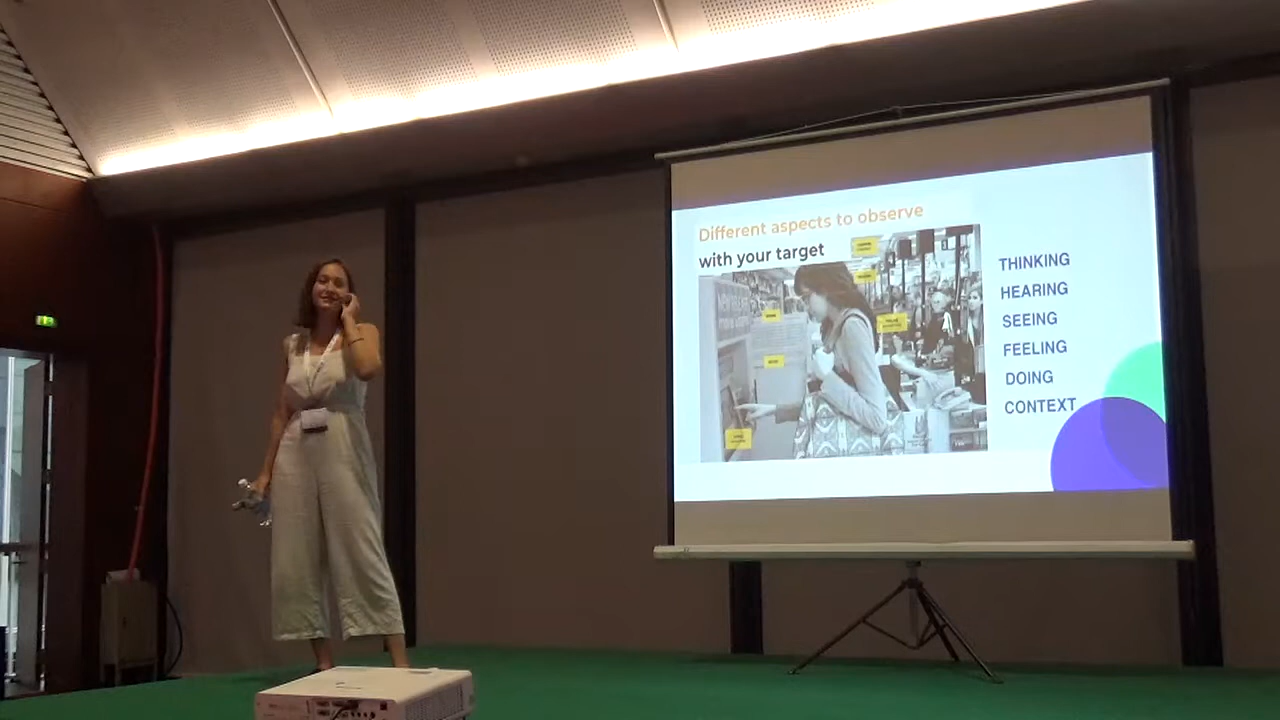 Different aspects to observe
with your target
THINKING
HEARING
SEEING
FEELING
DOING
CONTEXT